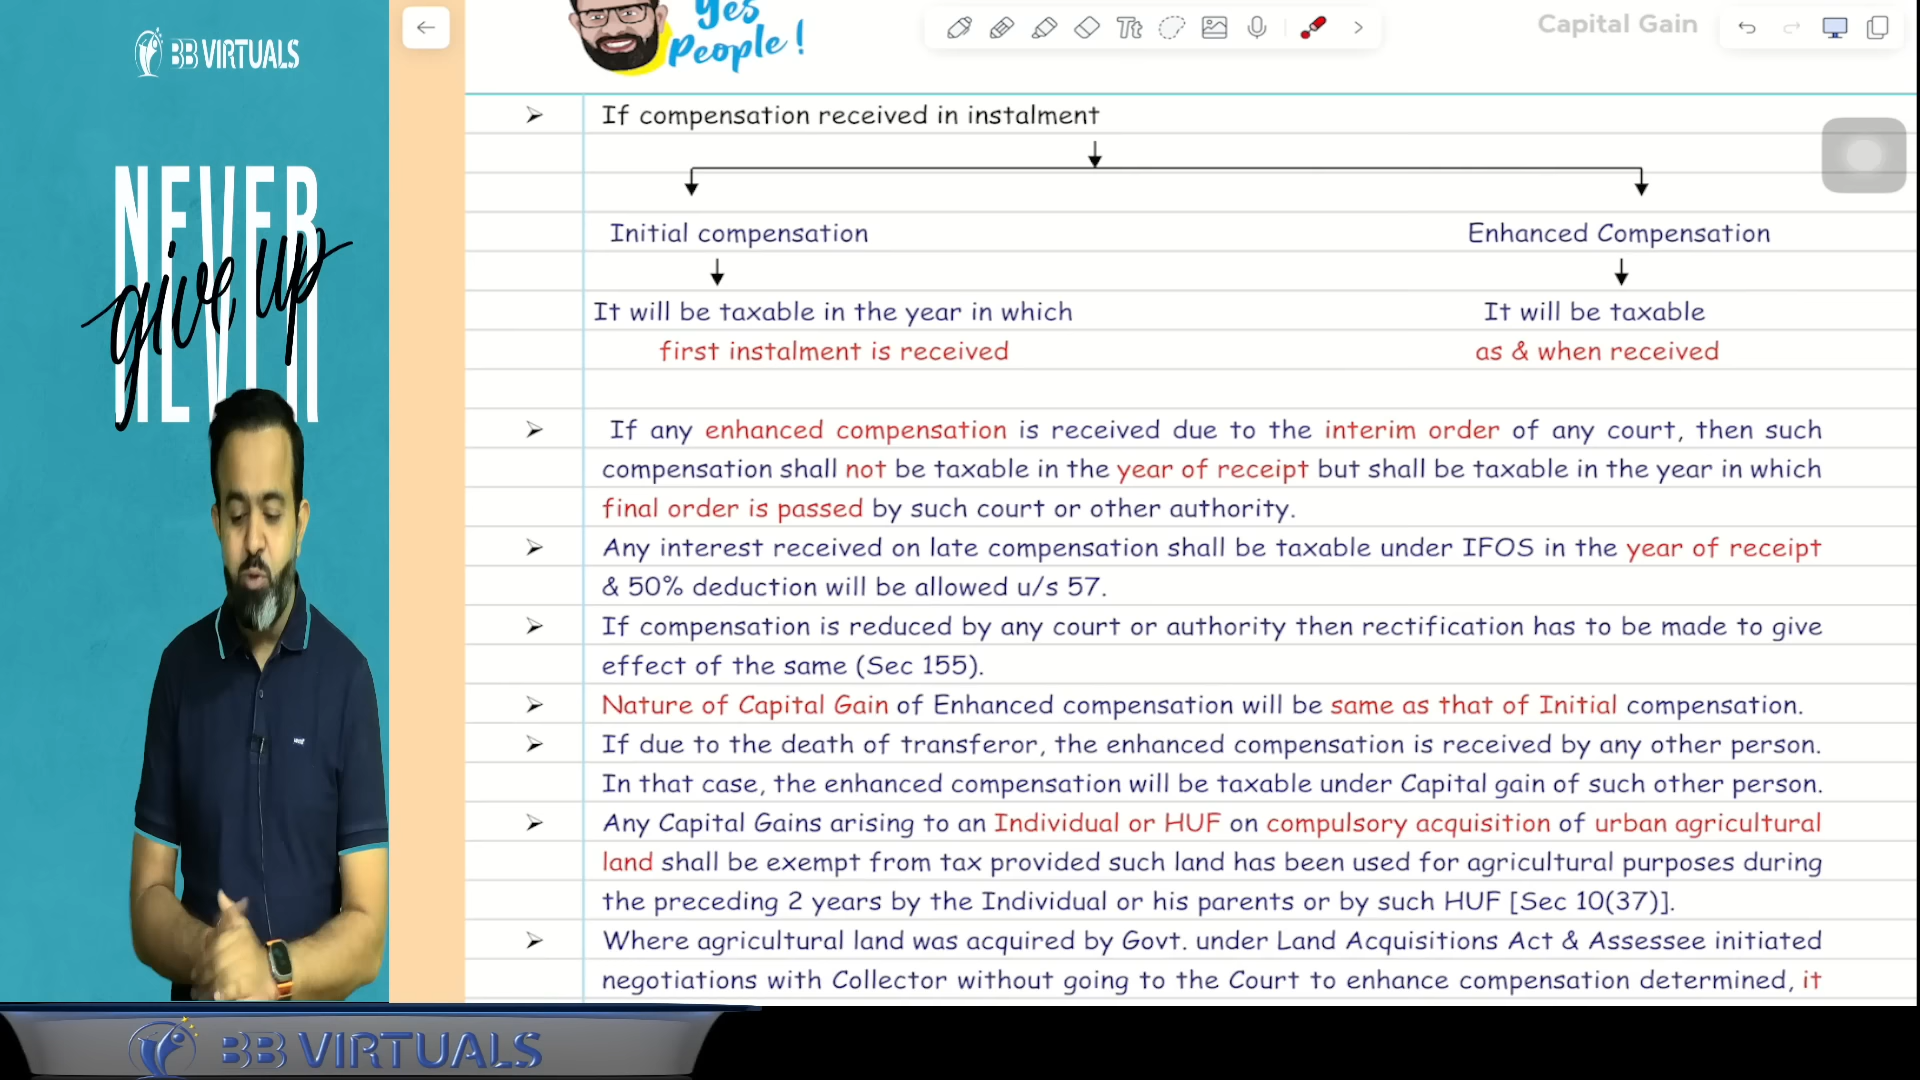 BB VIRTUALS
NEVER
give up
NEVER
Yes
People !
Tt
Capital Gain
➢ If compensation received in instalment
Initial compensation
Enhanced Compensation
It will be taxable in the year in which
first instalment is received
It will be taxable
as & when received
➢ If any enhanced compensation is received due to the interim order of any court, then such
compensation shall not be taxable in the year of receipt but shall be taxable in the year in which
final order is passed by such court or other authority.
➢ Any interest received on late compensation shall be taxable under IFOS in the year of receipt
& 50% deduction will be allowed u/s 57.
➢ If compensation is reduced by any court or authority then rectification has to be made to give
effect of the same (Sec 155).
➢ Nature of Capital Gain of Enhanced compensation will be same as that of Initial compensation.
➢ If due to the death of transferor, the enhanced compensation is received by any other person.
In that case, the enhanced compensation will be taxable under Capital gain of such other person.
➢ Any Capital Gains arising to an Individual or HUF on compulsory acquisition of urban agricultural
land shall be exempt from tax provided such land has been used for agricultural purposes during
the preceding 2 years by the Individual or his parents or by such HUF [Sec 10(37)].
➢ Where agricultural land was acquired by Govt. under Land Acquisitions Act & Assessee initiated
negotiations with Collector without going to the Court to enhance compensation determined, it
BB VIRTUALS